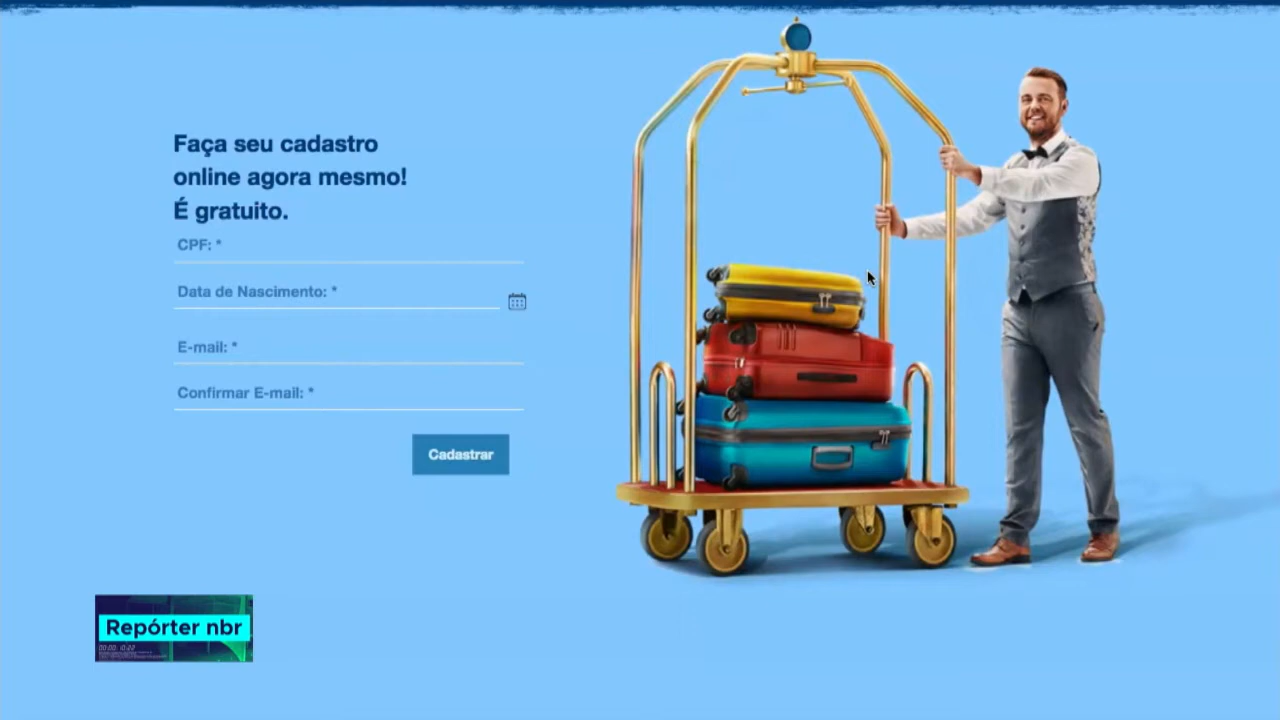 Faça seu cadastro
online agora mesmo!
É gratuito.
CPF: *
Data de Nascimento: *
E-mail: *
Confirmar E-mail: *
Cadastrar
Repórter nbr